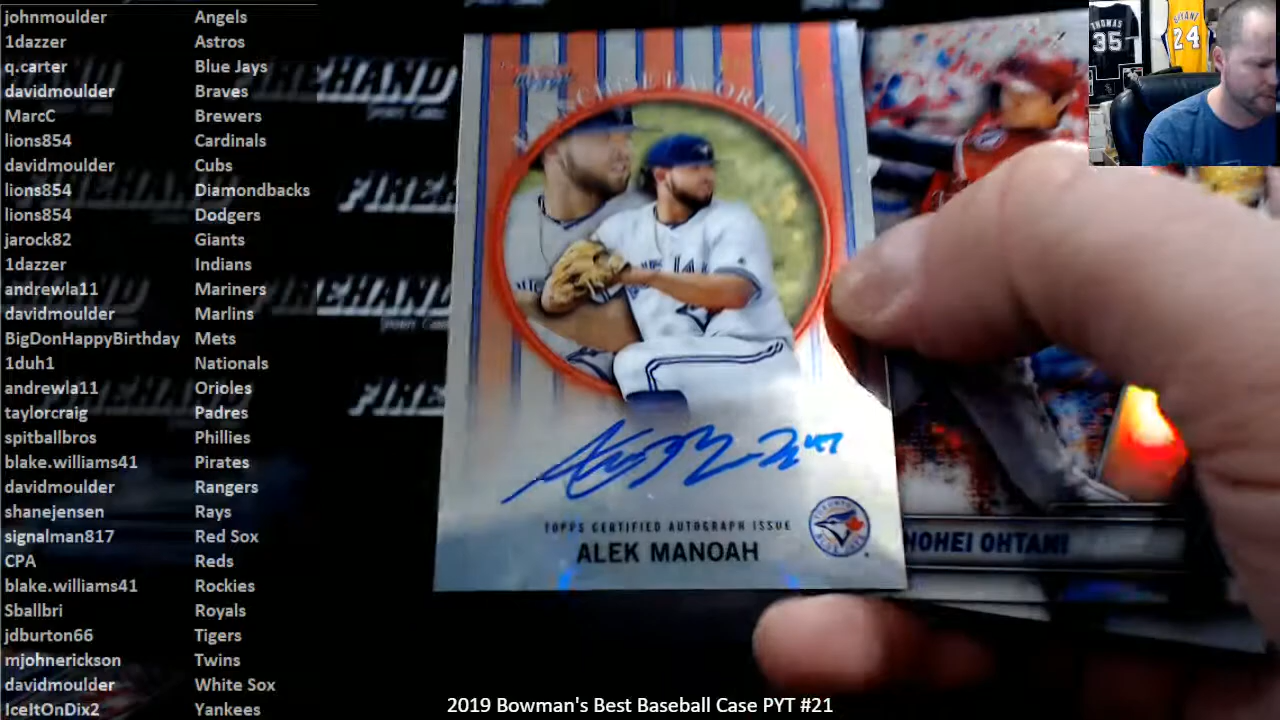 johnmoulder Angels
1dazzer Astros
q.carter Blue Jays
davidmoulder Braves
MarcC Brewers
lions854 Cardinals
davidmoulder Cubs
lions854 Diamondbacks
lions854 Dodgers
jarock82 Giants
1dazzer Indians
andrewla11 Mariners
davidmoulder Marlins
BigDonHappyBirthday Mets
1duh1 Nationals
andrewla11 Orioles
taylorcraig Padres
spitballbros Phillies
blake.williams41 Pirates
davidmoulder Rangers
shanejensen Rays
signalman817 Red Sox
CPA Reds
blake.williams41 Rockies
Sballbri Royals
jdburton66 Tigers
mjohnerickson Twins
davidmoulder White Sox
IceItOnDix2 Yankees
FIREHAND
THOMAS
35
BRYANT
24
TOPPS CERTIFIED AUTOGRAPH ISSUE
ALEK MANOAH
HOHEI OHTANI
2019 Bowman's Best Baseball Case PYT #21